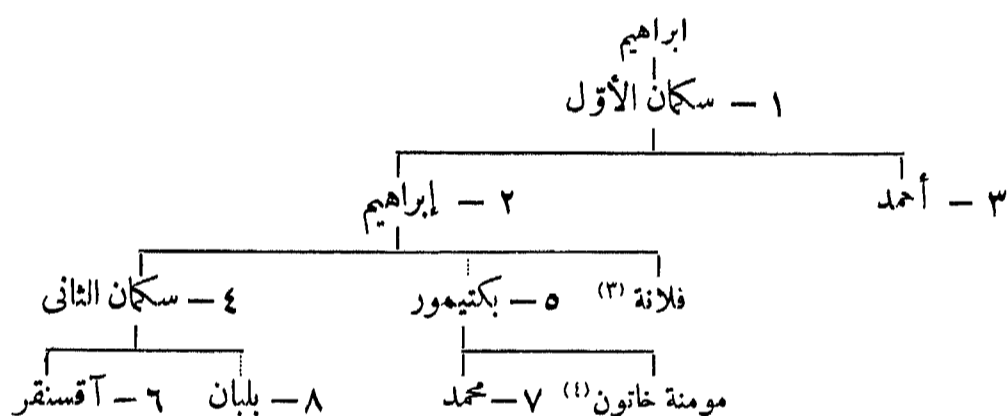 ابراهيم
١ — سكمان الأوّل
٣ — أحمد ٢ — إبراهيم
فلانة (٣) ٥ — بكتيمور ٤ — سكمان الثانى
مومنة خاتون (٤) ٧ — محمد ٨ — بلبان ٦ — آقسنقر